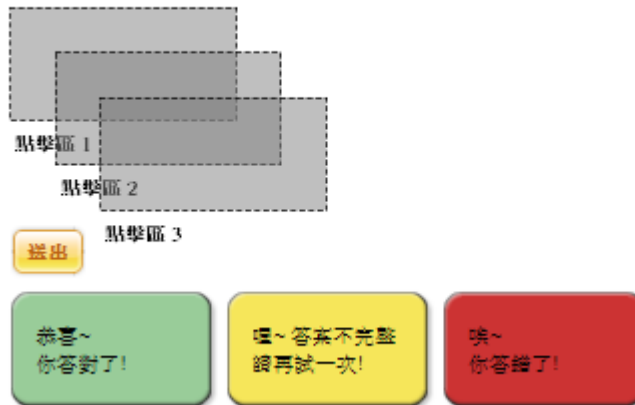 點擊區 1
點擊區 2
點擊區 3
送出
恭喜~
你答對了!
喔~ 答案不完整
請再試一次!
唉~
你答錯了!